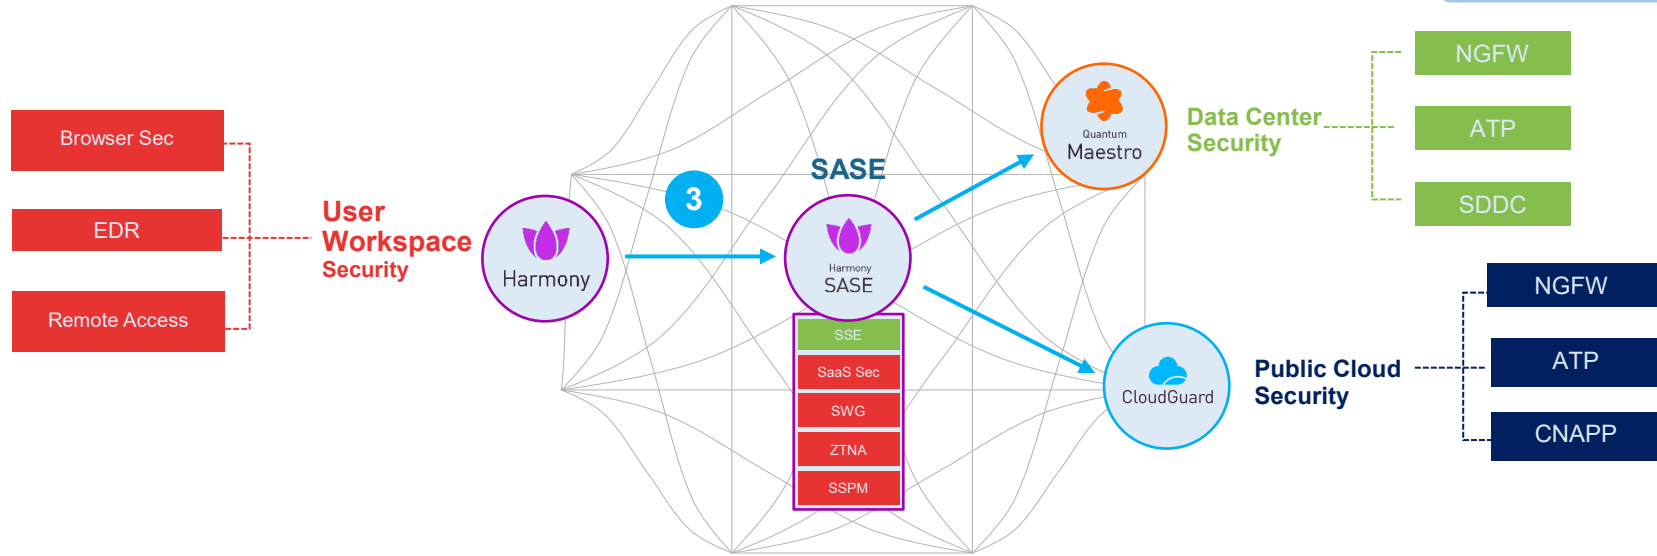 Browser Sec
EDR
Remote Access
User
Workspace
Security
Harmony
3
SASE
Harmony
SASE
SSE
SaaS Sec
SWG
ZTNA
SSPM
Quantum
Maestro
Data Center
Security
NGFW
ATP
SDDC
CloudGuard
Public Cloud
Security
NGFW
ATP
CNAPP